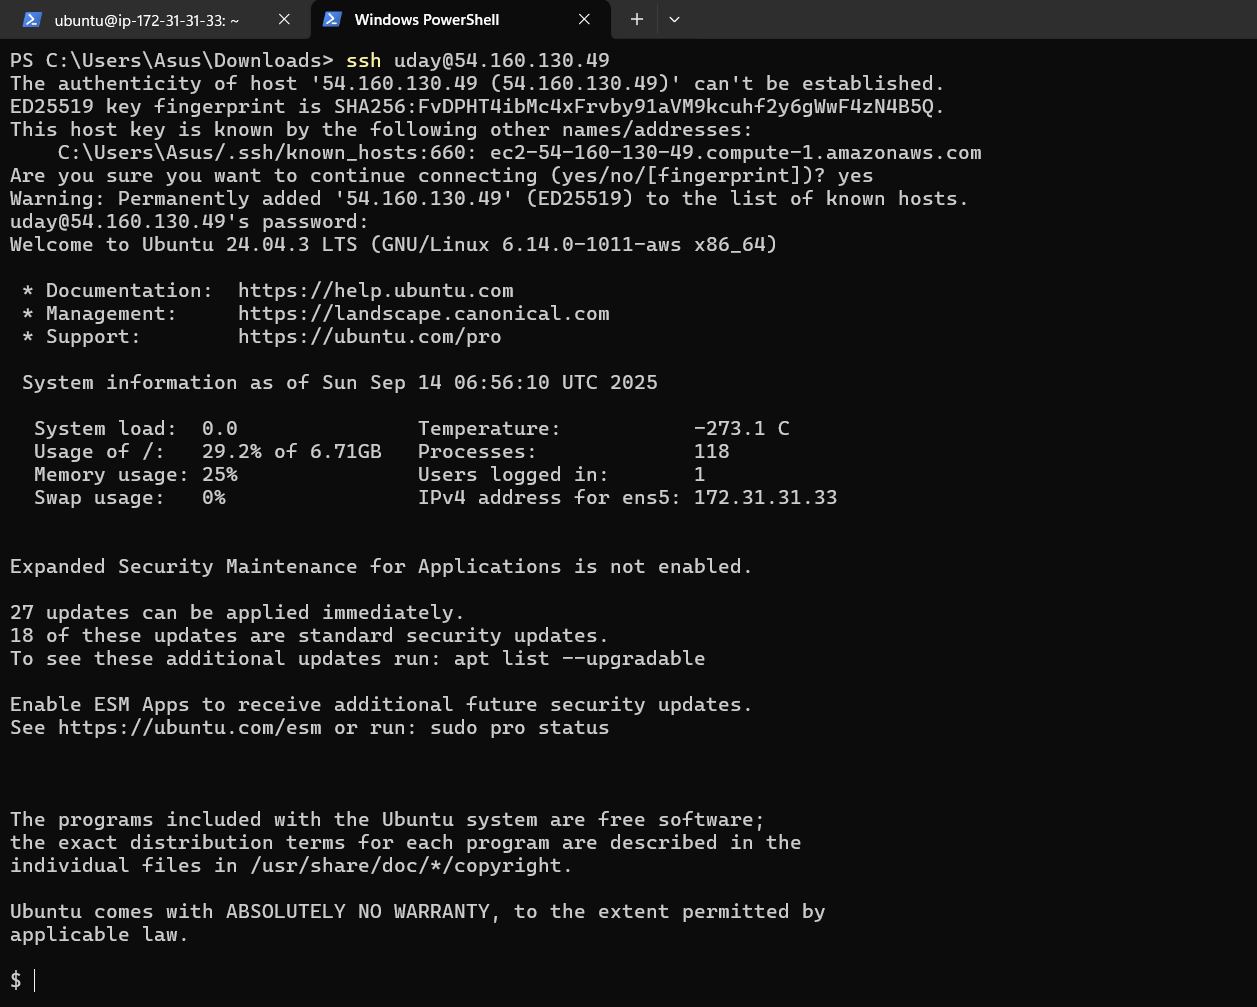 ubuntu@ip-172-31-31-33: ~
Windows PowerShell
PS C:\Users\Asus\Downloads> ssh uday@54.160.130.49
The authenticity of host '54.160.130.49 (54.160.130.49)' can't be established.
ED25519 key fingerprint is SHA256:FvDPHT4ibMc4xFrvby91aVM9kcuhf2y6gWwF4zN4B5Q.
This host key is known by the following other names/addresses:
    C:\Users\Asus/.ssh/known_hosts:660: ec2-54-160-130-49.compute-1.amazonaws.com
Are you sure you want to continue connecting (yes/no/[fingerprint])? yes
Warning: Permanently added '54.160.130.49' (ED25519) to the list of known hosts.
uday@54.160.130.49's password:
Welcome to Ubuntu 24.04.3 LTS (GNU/Linux 6.14.0-1011-aws x86_64)
 * Documentation:  https://help.ubuntu.com
 * Management:     https://landscape.canonical.com
 * Support:        https://ubuntu.com/pro
 System information as of Sun Sep 14 06:56:10 UTC 2025
  System load:  0.0               Temperature:           -273.1 C
  Usage of /:   29.2% of 6.71GB   Processes:             118
  Memory usage: 25%               Users logged in:       1
  Swap usage:   0%                IPv4 address for ens5: 172.31.31.33
Expanded Security Maintenance for Applications is not enabled.
27 updates can be applied immediately.
18 of these updates are standard security updates.
To see these additional updates run: apt list --upgradable
Enable ESM Apps to receive additional future security updates.
See https://ubuntu.com/esm or run: sudo pro status
The programs included with the Ubuntu system are free software;
the exact distribution terms for each program are described in the
individual files in /usr/share/doc/*/copyright.
Ubuntu comes with ABSOLUTELY NO WARRANTY, to the extent permitted by
applicable law.
$